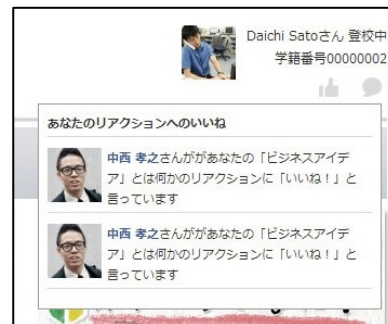 Daichi Satoさん 登校中
学籍番号00000002
あなたのリアクションへのいいね
中西 孝之さんががあなたの「ビジネスアイデ
ア」とは何かのリアクションに「いいね！」と
言っています
中西 孝之さんががあなたの「ビジネスアイデ
ア」とは何かのリアクションに「いいね！」と
言っています